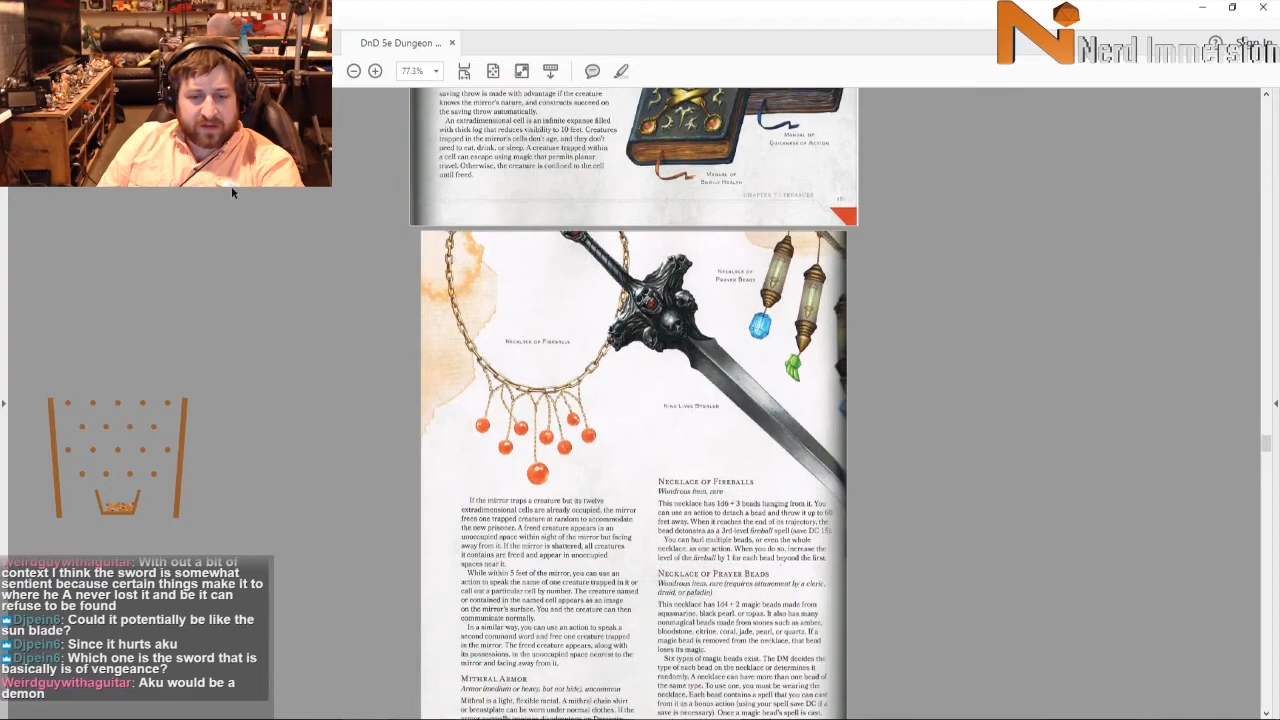 Nerd Immersion
DnD 5e Dungeon ...
Sign In
77.3%
saving throw is made with advantage if the creature
knows the mirror's nature, and constructs succeed on
the saving throw automatically.
An extradimensional cell is an infinite expanse filled
with thick fog that reduces visibility to 10 feet. Creatures
trapped in the mirror's cells don't age, and they don't
need to eat, drink, or sleep. A creature trapped within
a cell can escape using magic that permits planar
travel. Otherwise, the creature is confined to the cell
until freed.
Manual of
Quickness of Action
Manual of
Bodily Health
CHAPTER 7 | TREASURE
181
Necklace of
Prayer Beads
Necklace of Fireballs
Nine Lives Stealer
If the mirror traps a creature but its twelve
extradimensional cells are already occupied, the mirror
frees one trapped creature at random to accommodate
the new prisoner. A freed creature appears in an
unoccupied space within sight of the mirror but facing
away from it. If the mirror is shattered, all creatures
it contains are freed and appear in unoccupied
spaces near it.
While within 5 feet of the mirror, you can use an
action to speak the name of one creature trapped in it or
call out a particular cell by number. The creature named
or contained in the named cell appears as an image
on the mirror's surface. You and the creature can then
communicate normally.
In a similar way, you can use an action to speak a
second command word and free one creature trapped
in the mirror. The freed creature appears, along with
its possessions, in the unoccupied space nearest to the
mirror and facing away from it.
Mithral Armor
Armor (medium or heavy, but not hide), uncommon
Mithral is a light, flexible metal. A mithral chain shirt
or breastplate can be worn under normal clothes. If the
armor normally imposes disadvantage on Dexterity
Necklace of Fireballs
Wondrous item, rare
This necklace has 1d6 + 3 beads hanging from it. You
can use an action to detach a bead and throw it up to 60
feet away. When it reaches the end of its trajectory, the
bead detonates as a 3rd-level fireball spell (save DC 15).
You can hurl multiple beads, or even the whole
necklace, as one action. When you do so, increase the
level of the fireball by 1 for each bead beyond the first.
Necklace of Prayer Beads
Wondrous item, rare (requires attunement by a cleric,
druid, or paladin)
This necklace has 1d4 + 2 magic beads made from
aquamarine, black pearl, or topaz. It also has many
nonmagical beads made from stones such as amber,
bloodstone, citrine, coral, jade, pearl, or quartz. If a
magic bead is removed from the necklace, that bead
loses its magic.
Six types of magic beads exist. The DM decides the
type of each bead on the necklace or determines it
randomly. A necklace can have more than one bead of
the same type. To use one, you must be wearing the
necklace. Each bead contains a spell that you can cast
from it as a bonus action (using your spell save DC if a
save is necessary). Once a magic bead's spell is cast,
Weirdguywithaguitar: With out a bit of
context I think the sword is somewhat
sentient because certain things make it to
where he A never lost it and be it can
refuse to be found
Djpein6: Could it potentially be like the
sun blade?
Djpein6: Since it hurts aku
Djpein6: Which one is the sword that is
basically is of vengeance?
Weirdguywithaguitar: Aku would be a
demon